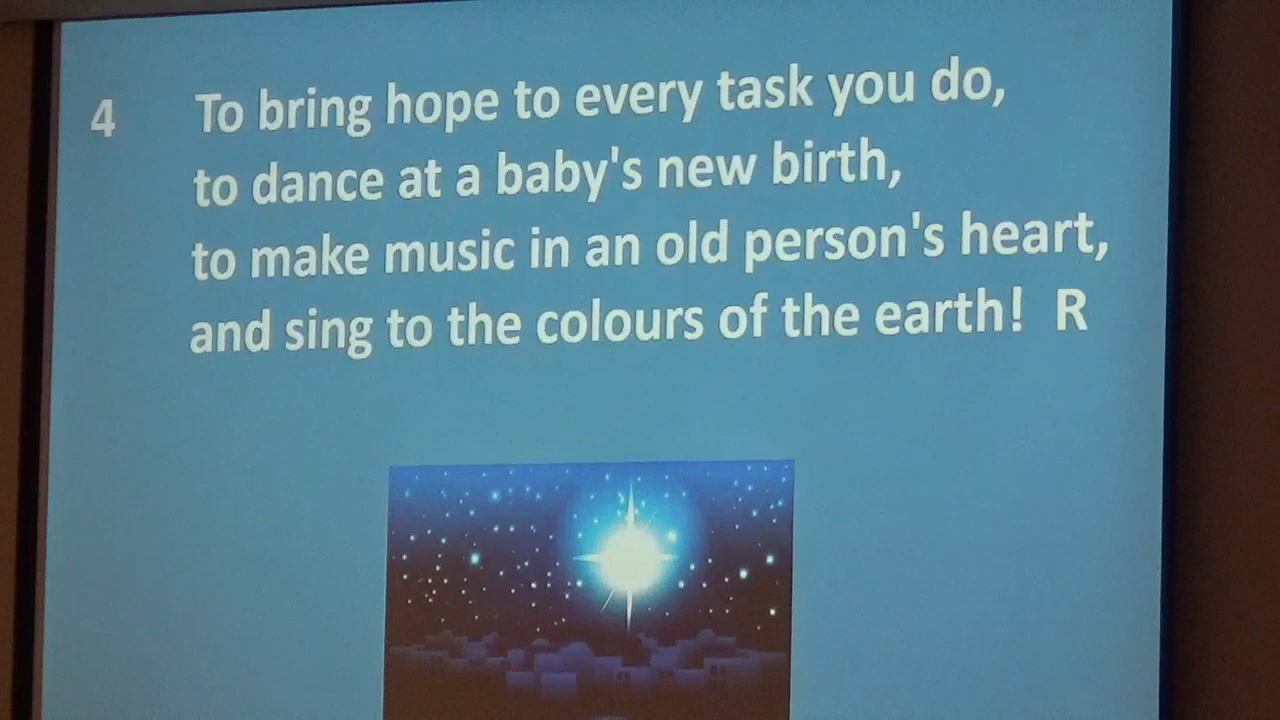 4 To bring hope to every task you do,
to dance at a baby's new birth,
to make music in an old person's heart,
and sing to the colours of the earth! R